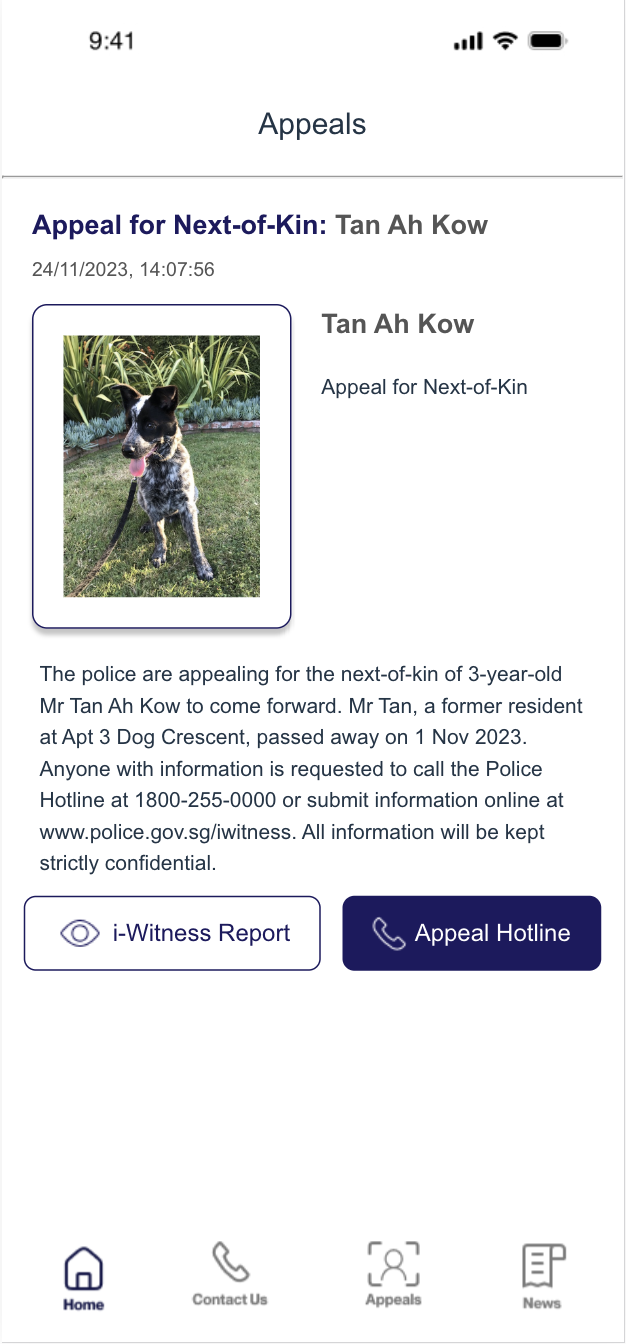 9:41
Appeals
Appeal for Next-of-Kin: Tan Ah Kow
24/11/2023, 14:07:56
Tan Ah Kow
Appeal for Next-of-Kin
The police are appealing for the next-of-kin of 3-year-old
Mr Tan Ah Kow to come forward. Mr Tan, a former resident
at Apt 3 Dog Crescent, passed away on 1 Nov 2023.
Anyone with information is requested to call the Police
Hotline at 1800-255-0000 or submit information online at
www.police.gov.sg/iwitness. All information will be kept
strictly confidential.
i-Witness Report
Appeal Hotline
Home
Contact Us
Appeals
News